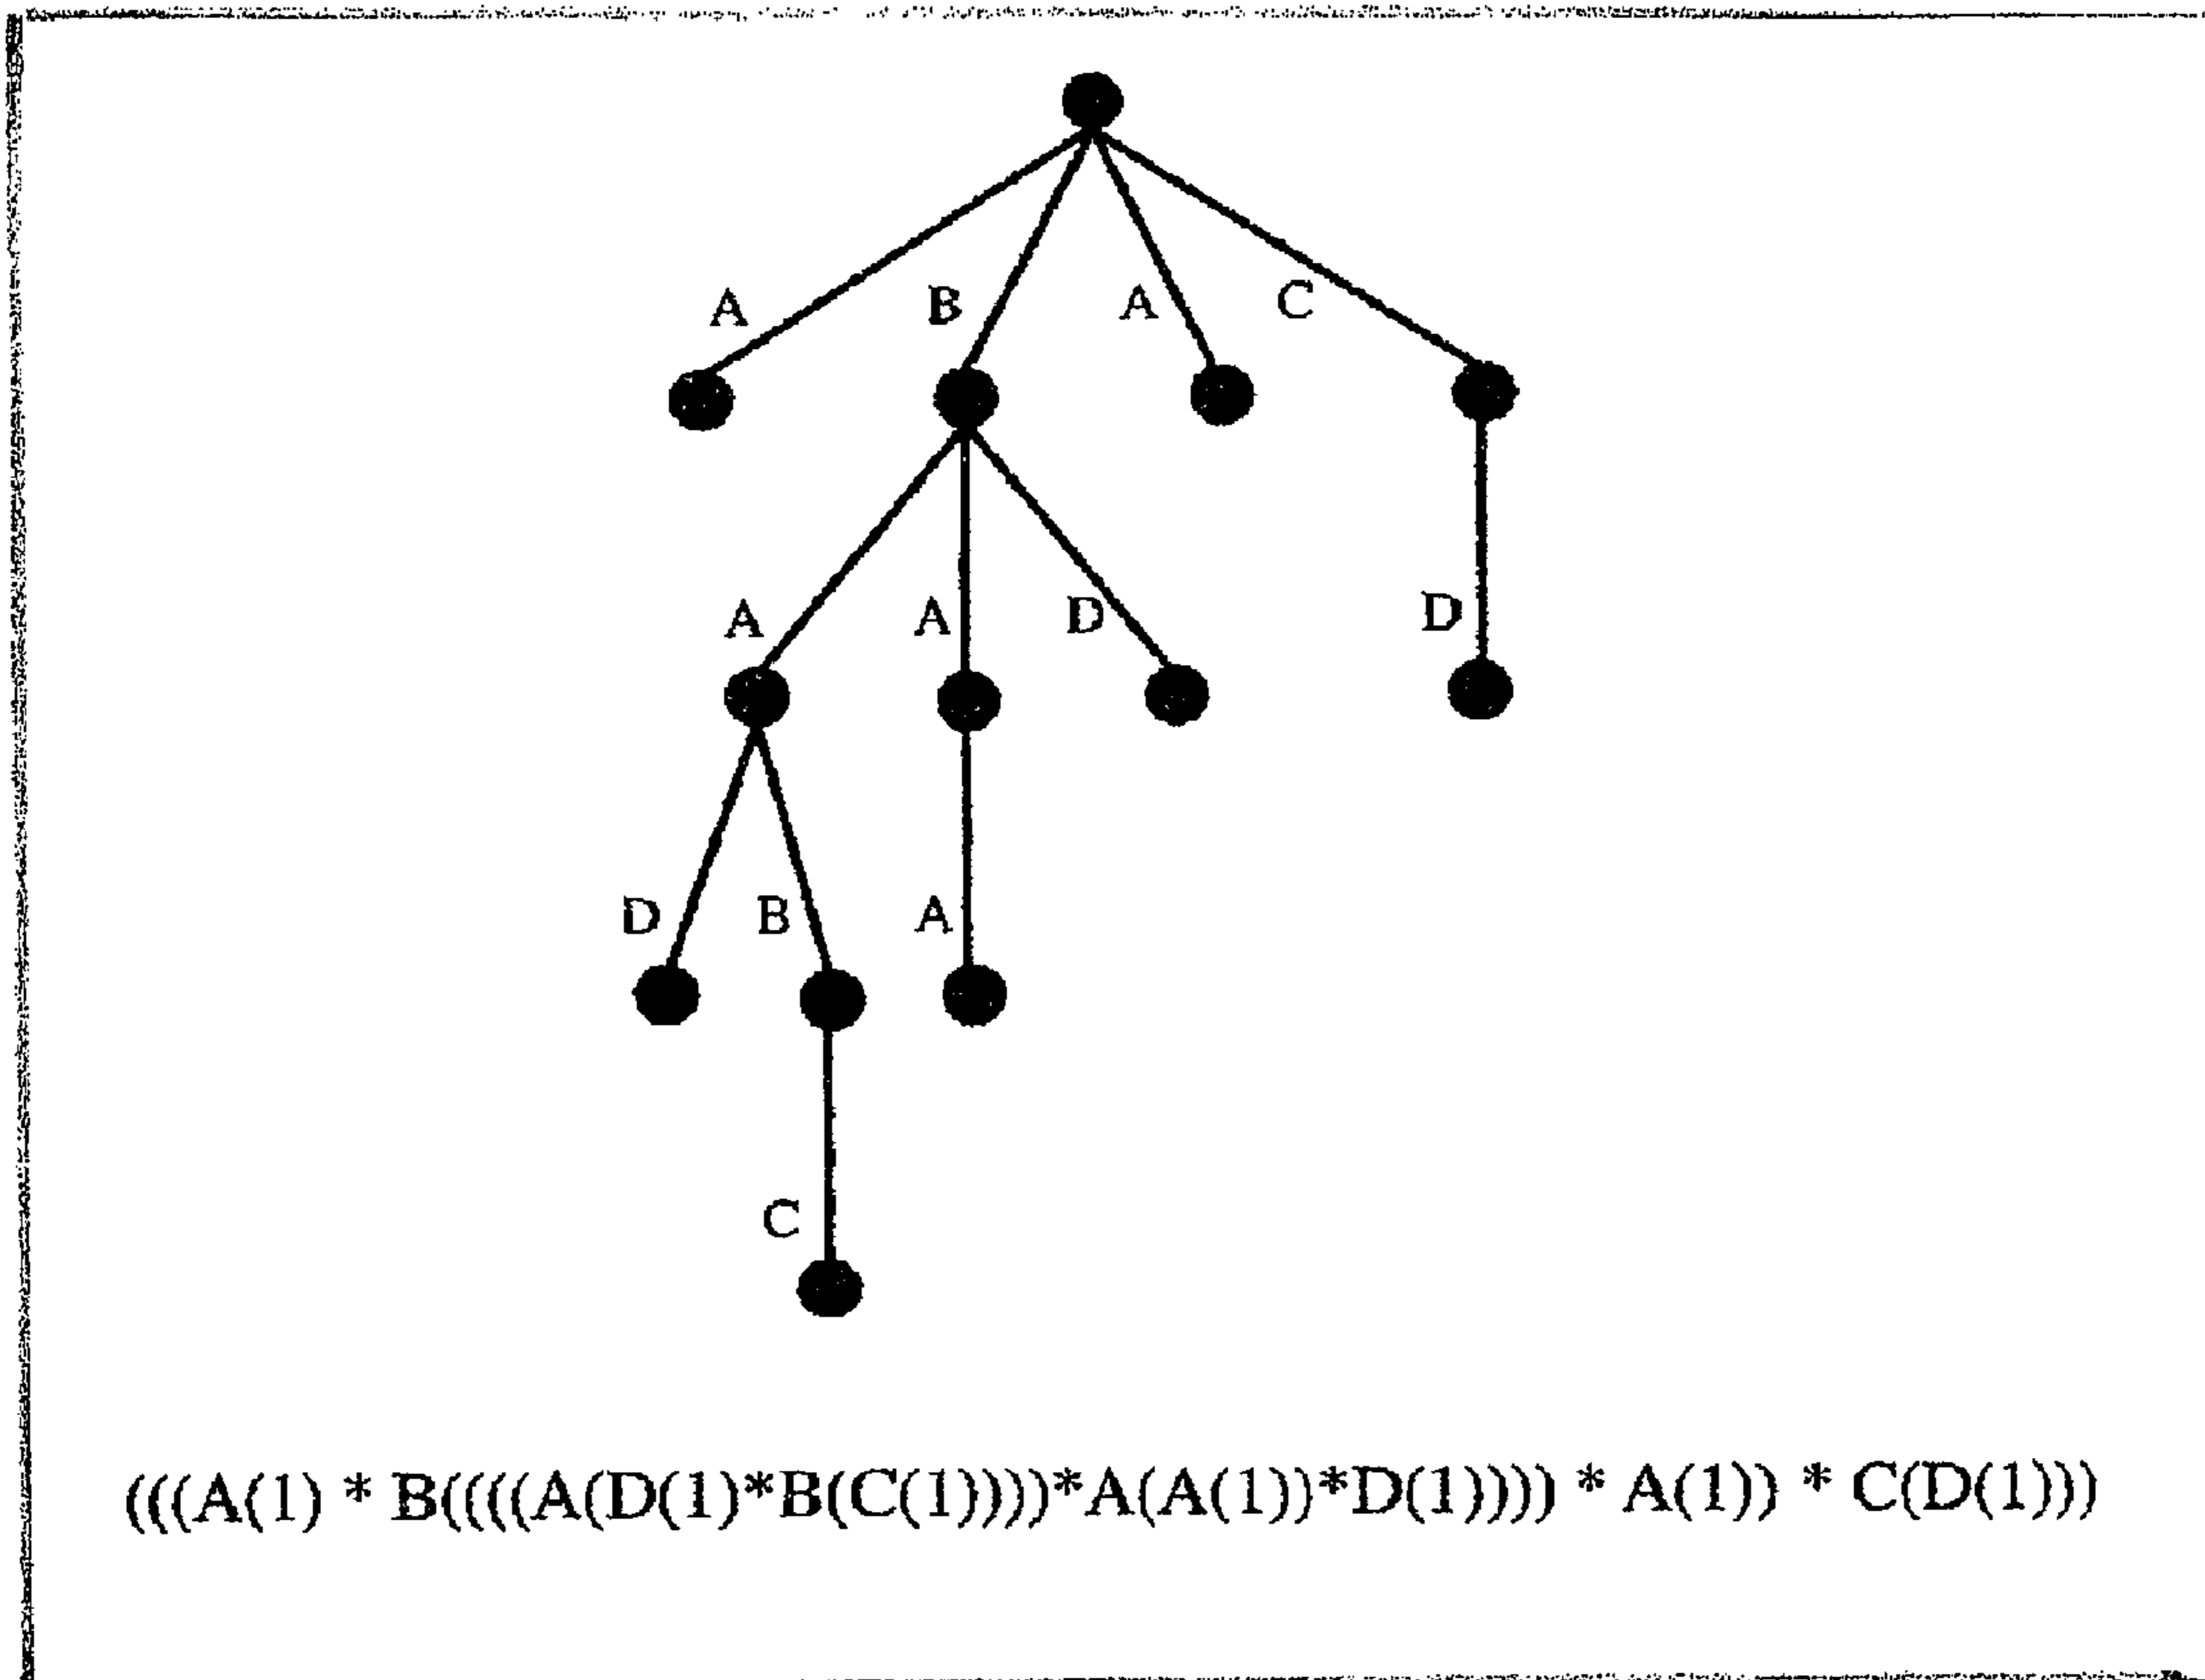 A B A C
A A D D
D B A
C
(((A(1) * B((((A(D(1)*B(C(1))))*A(A(1))*D(1)))) * A(1)) * C(D(1)))